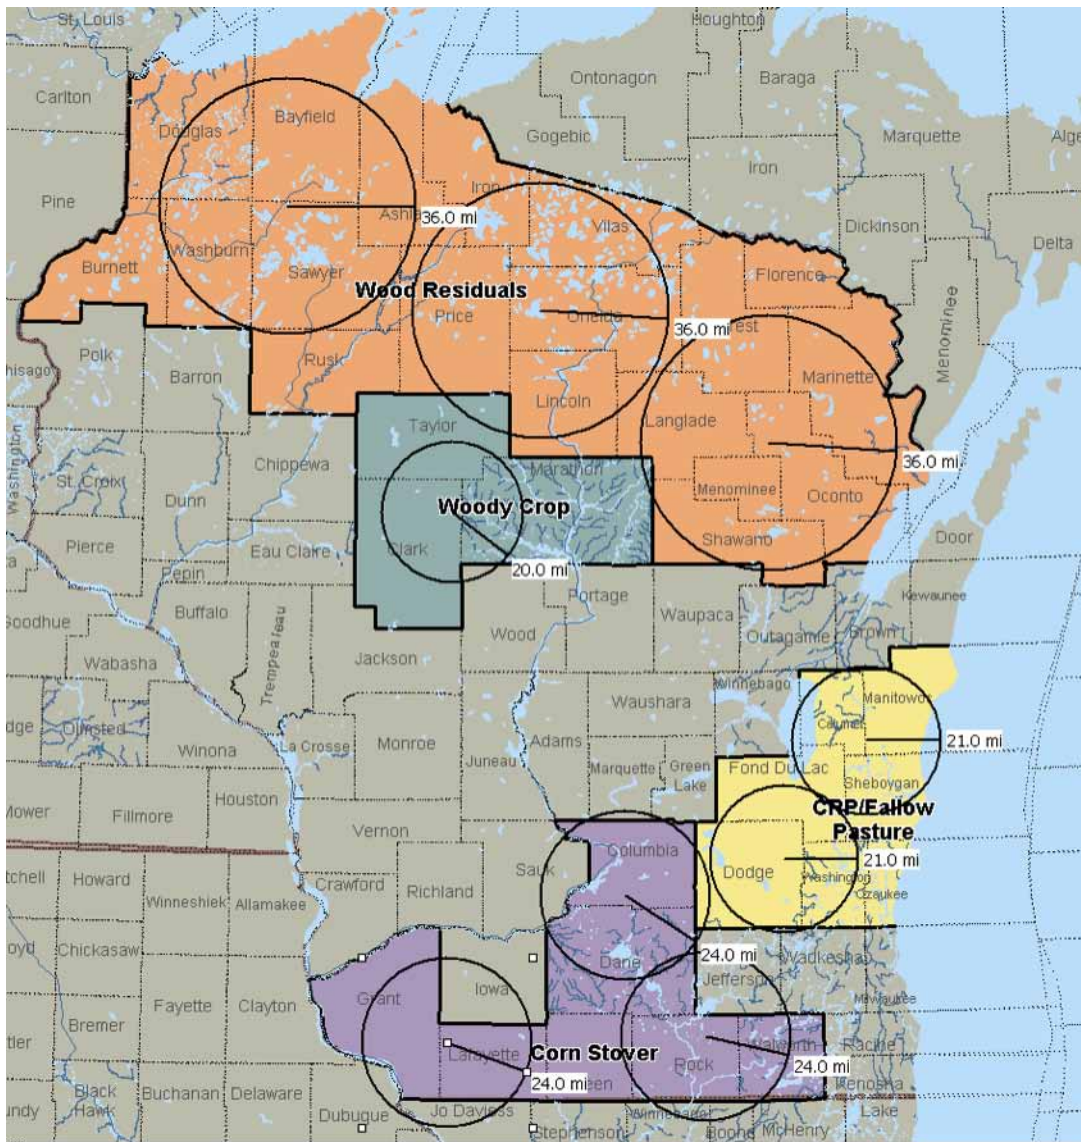 St. Louis
Houghton
Carlton
Ontonagon
Baraga
Bayfield
Douglas
Gogebic
Marquette
Iron
Iron
Pine
Dickinson
Delta
36.0 mi
Vilas
Washburn
Burnett
Sawyer
Florence
Wood Residuals
Price
Oneida
36.0 mi
Menominee
Polk
Rusk
Barron
Marinette
Lincoln
Langlade
Taylor
Washington
Chippewa
Marathon
36.0 mi
St. Croix
Dunn
Menominee
Oconto
Woody Crop
Clark
Shawano
Door
Pierce
Eau Claire
20.0 mi
Pepin
Portage
Kewaunee
Buffalo
Waupaca
Goodhue
Wood
Outagamie
Brown
Trempealeau
Wabasha
Jackson
Winnebago
Manitowoc
Waushara
Olmsted
Calumet
Adams
21.0 mi
Winona
La Crosse
Monroe
Juneau
Marquette
Green
Lake
Fond Du Lac
Sheboygan
Houston
Mower
Fillmore
CRP/Fallow
Pasture
Vernon
Columbia
21.0 mi
Sauk
Dodge
Howard
Crawford
Richland
Washington
Ozaukee
Winneshiek
Allamakee
Chickasaw
24.0 mi
Waukesha
Dane
Jefferson
Iowa
Grant
Milwaukee
Fayette
Clayton
Bremer
Lafayette
Corn Stover
Rock
Walworth
Racine
24.0 mi
24.0 mi
Kenosha
Black
Hawk
Buchanan
Delaware
Dubuque
Jo Daviess
Stephenson
Winnebago
Boone
McHenry
Lake